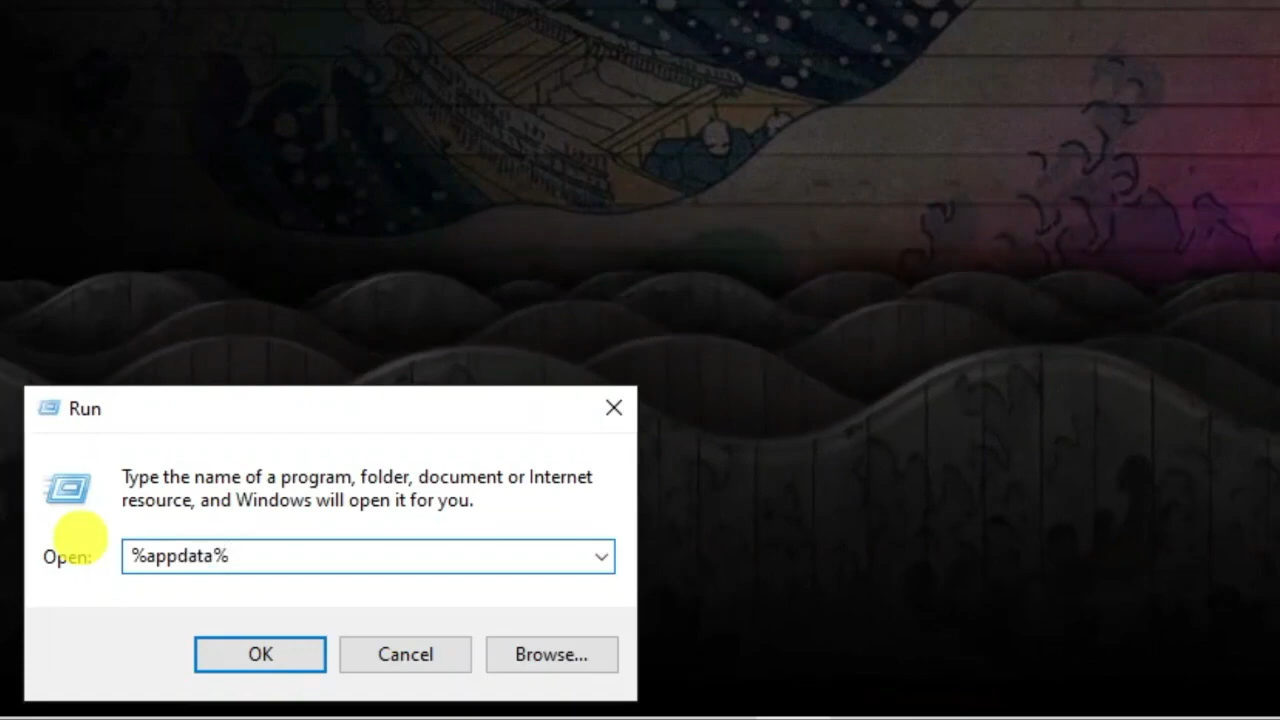 Run
Type the name of a program, folder, document or Internet
resource, and Windows will open it for you.
Open: %appdata%
OK Cancel Browse...